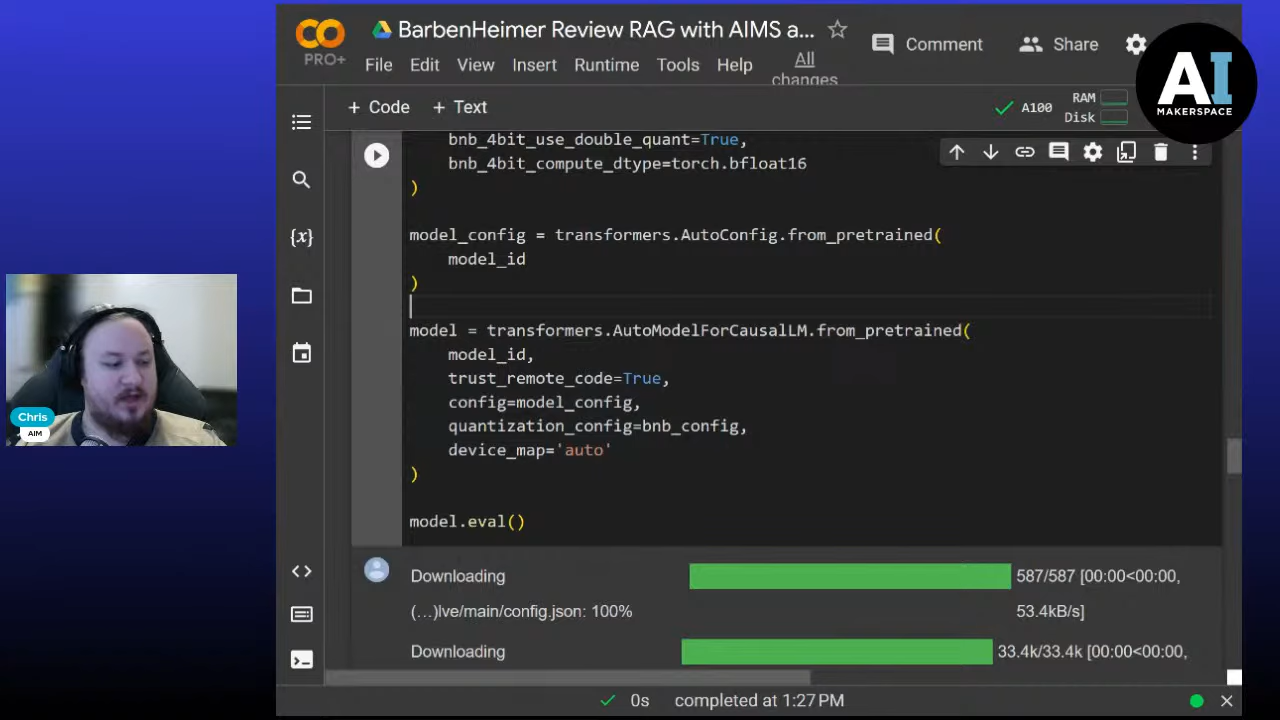 BarbenHeimer Review RAG with AIMS a...
PRO+
File Edit View Insert Runtime Tools Help
All changes
Comment
Share
AI
MAKERSPACE
+ Code + Text
A100
RAM
Disk
bnb_4bit_use_double_quant=True,
bnb_4bit_compute_dtype=torch.bfloat16
)
model_config = transformers.AutoConfig.from_pretrained(
model_id
)
model = transformers.AutoModelForCausalLM.from_pretrained(
model_id,
trust_remote_code=True,
config=model_config,
quantization_config=bnb_config,
device_map='auto'
)
model.eval()
Chris
AIM
{x}
Downloading
587/587 [00:00<00:00,
(…)lve/main/config.json: 100%
53.4kB/s]
Downloading
33.4k/33.4k [00:00<00:00,
0s completed at 1:27 PM